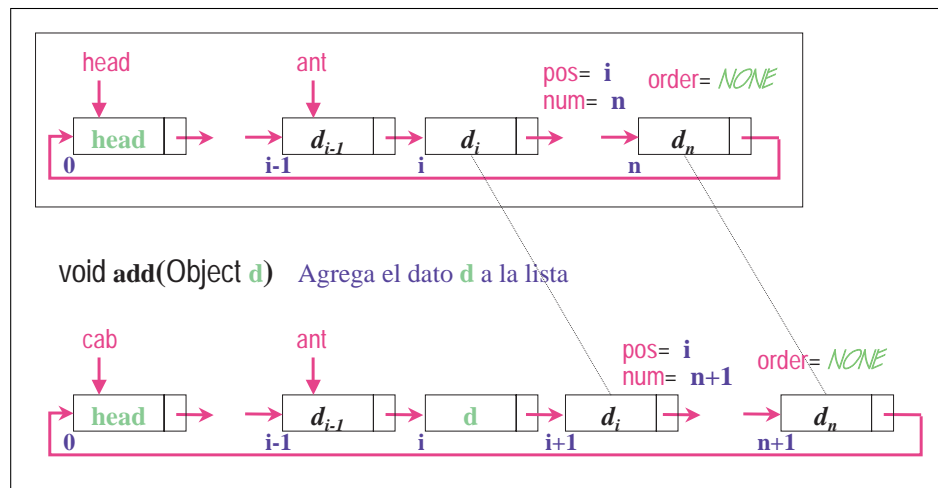 head ant
pos= i order= NONE
num= n
head d_{i-1} d_i d_n
0 i-1 i n
void add(Object d) Agrega el dato d a la lista
cab ant
pos= i order= NONE
num= n+1
head d_{i-1} d d_i d_n
0 i-1 i i+1 n+1